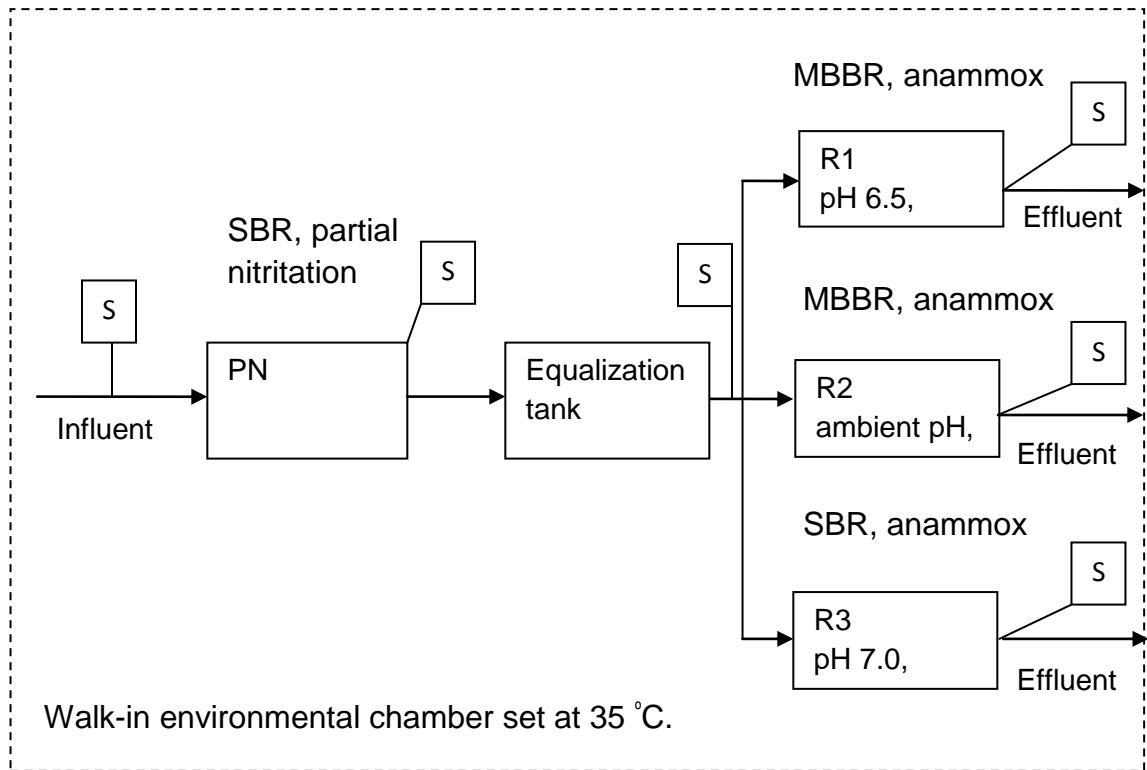 MBBR, anammox
S
R1
pH 6.5,
Effluent
SBR, partial
nitritation
S
S
S
MBBR, anammox
S
PN
Equalization
tank
R2
ambient pH,
Influent
Effluent
SBR, anammox
S
R3
pH 7.0,
Effluent
Walk-in environmental chamber set at 35 °C.